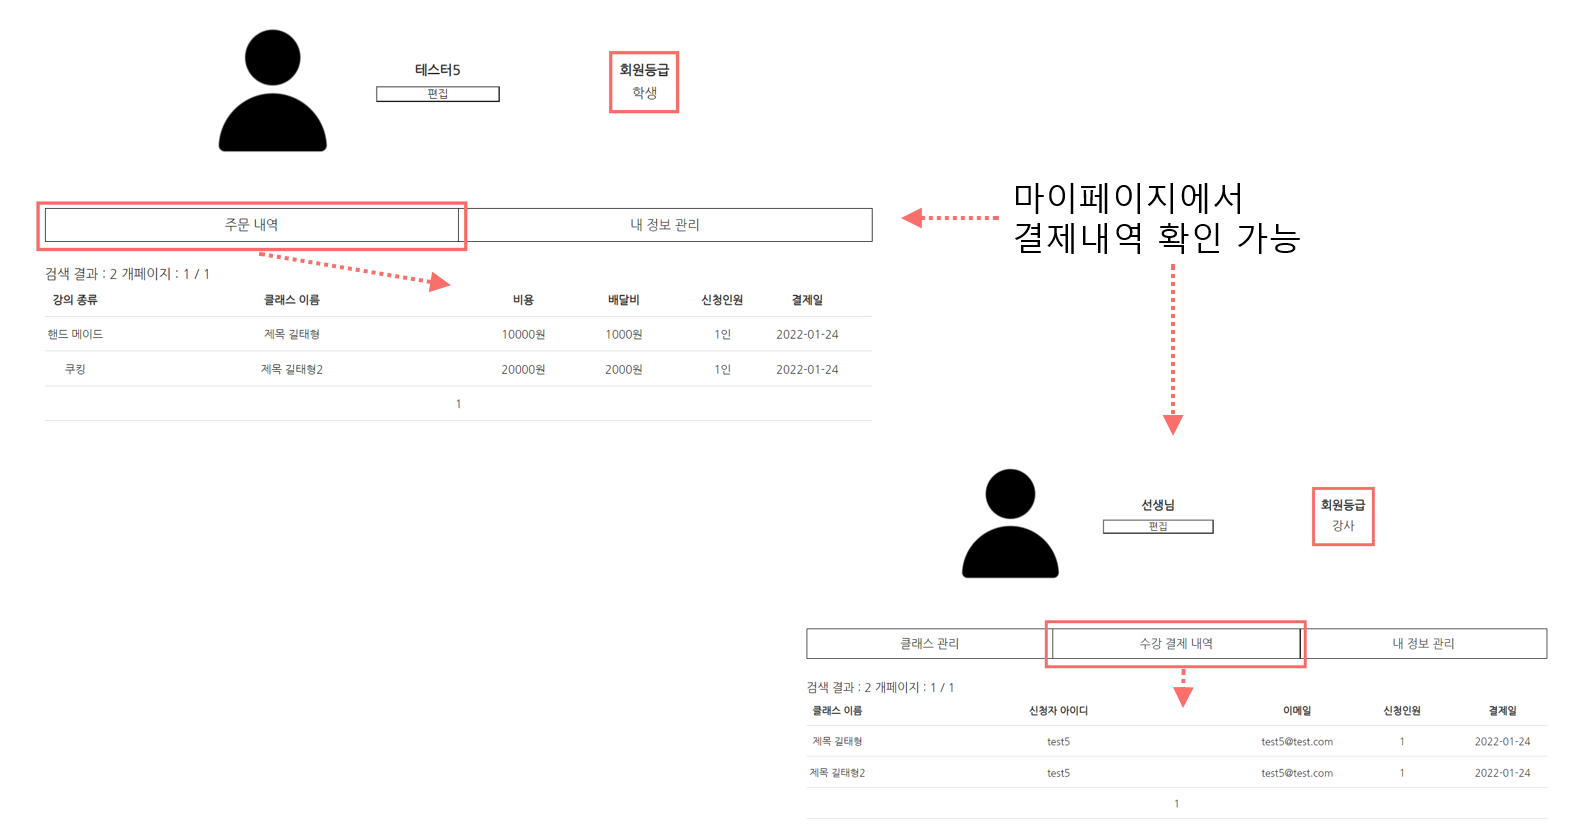 테스터5
편집
회원등급
학생
주문 내역
내 정보 관리
마이페이지에서
결제내역 확인 가능
검색 결과 : 2 개페이지 : 1 / 1
강의 종류 클래스 이름 비용 배달비 신청인원 결제일
핸드 메이드 제목 길태형 10000원 1000원 1인 2022-01-24
쿠킹 제목 길태형2 20000원 2000원 1인 2022-01-24
1
선생님
편집
회원등급
강사
클래스 관리
수강 결제 내역
내 정보 관리
검색 결과 : 2 개페이지 : 1 / 1
클래스 이름 신청자 아이디 이메일 신청인원 결제일
제목 길태형 test5 test5@test.com 1 2022-01-24
제목 길태형2 test5 test5@test.com 1 2022-01-24
1